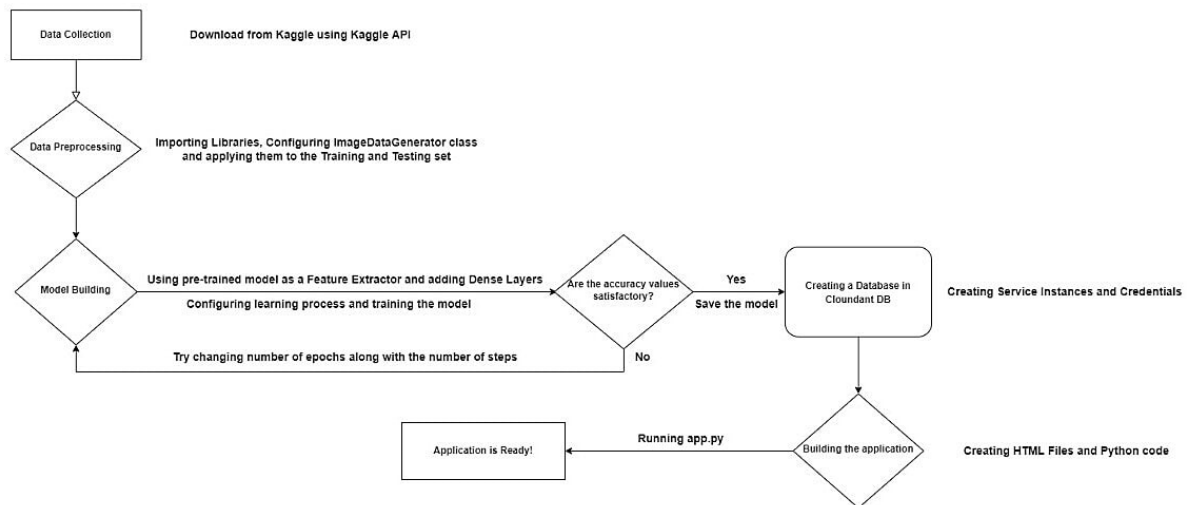 Data Collection
Download from Kaggle using Kaggle API
Data Preprocessing
Importing Libraries, Configuring ImageDataGenerator class
and applying them to the Training and Testing set
Model Building
Using pre-trained model as a Feature Extractor and adding Dense Layers
Configuring learning process and training the model
Are the accuracy values
satisfactory?
Yes
Save the model
Creating a Database in
Cloundant DB
Creating Service Instances and Credentials
Try changing number of epochs along with the number of steps
No
Application is Ready!
Running app.py
Building the application
Creating HTML Files and Python code